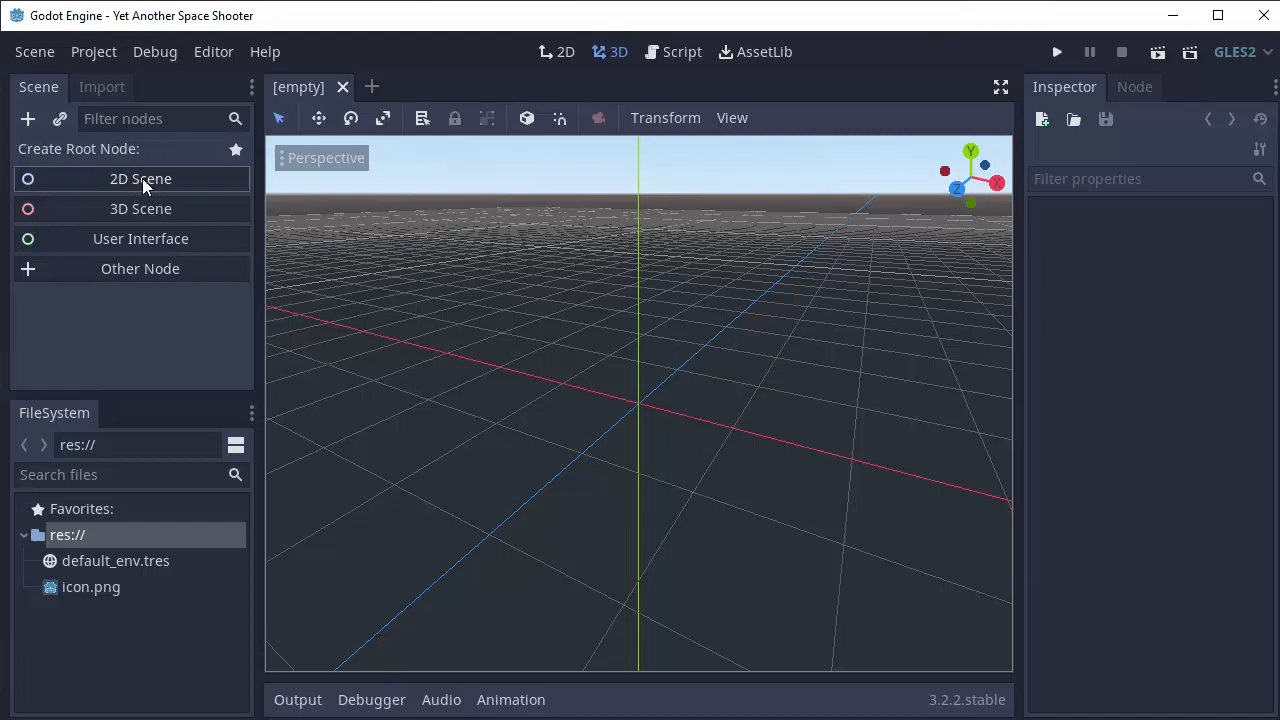 Godot Engine - Yet Another Space Shooter
Scene Project Debug Editor Help
2D 3D Script AssetLib
GLES2
Scene Import
Filter nodes
Create Root Node:
2D Scene
3D Scene
User Interface
Other Node
FileSystem
res://
Search files
Favorites:
res://
default_env.tres
icon.png
[empty]
Transform View
Perspective
Y
X
Z
Output Debugger Audio Animation 3.2.2.stable
Inspector Node
Filter properties